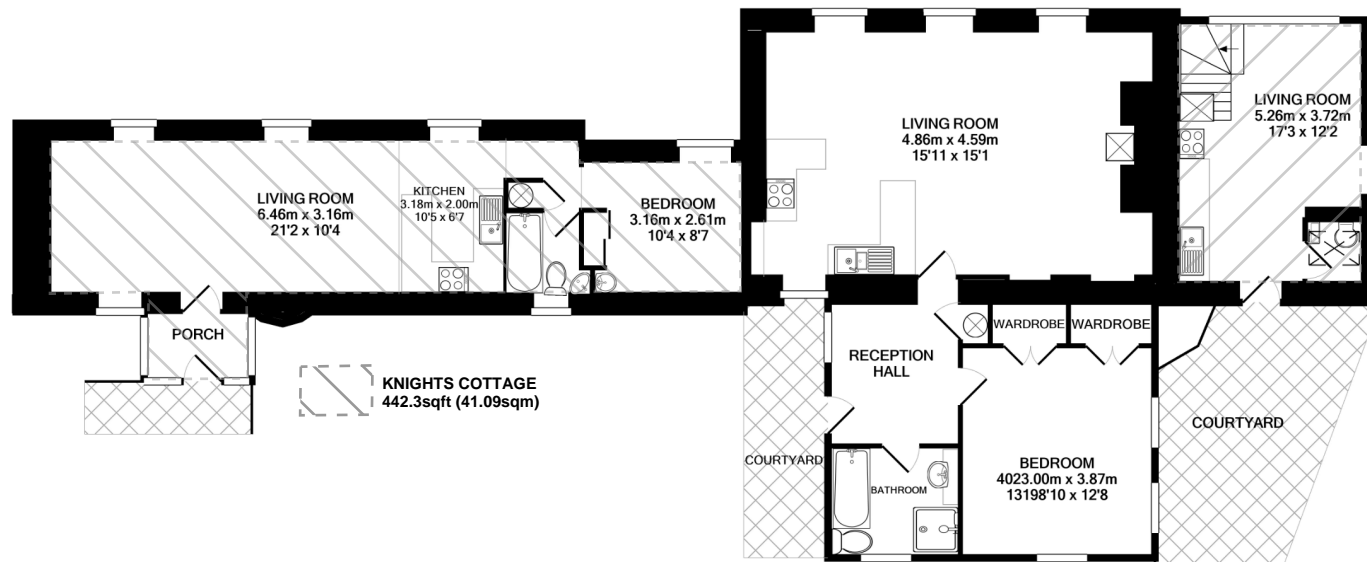 LIVING ROOM
6.46m x 3.16m
21'2 x 10'4
KITCHEN
3.18m x 2.00m
10'5 x 6'7
BEDROOM
3.16m x 2.61m
10'4 x 8'7
PORCH
KNIGHTS COTTAGE
442.3sqft (41.09sqm)
LIVING ROOM
4.86m x 4.59m
15'11 x 15'1
LIVING ROOM
5.26m x 3.72m
17'3 x 12'2
WARDROBE
WARDROBE
RECEPTION
HALL
COURTYARD
BATHROOM
BEDROOM
4023.00m x 3.87m
13198'10 x 12'8
COURTYARD